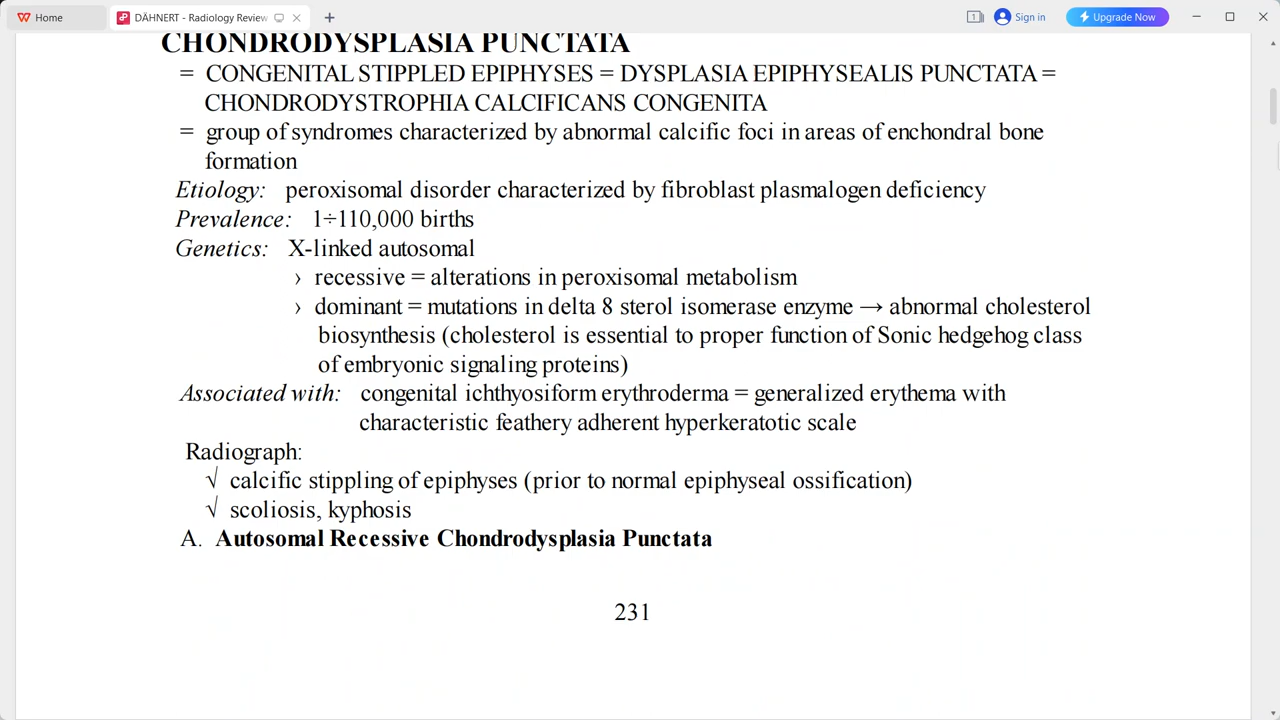 Home
DÄHNERT - Radiology Review
1
Sign in
Upgrade Now
CHONDRODYSPLASIA PUNCTATA
= CONGENITAL STIPPLED EPIPHYSES = DYSPLASIA EPIPHYSEALIS PUNCTATA =
CHONDRODYSTROPHIA CALCIFICANS CONGENITA
= group of syndromes characterized by abnormal calcific foci in areas of enchondral bone
formation
Etiology: peroxisomal disorder characterized by fibroblast plasmalogen deficiency
Prevalence: 1÷110,000 births
Genetics: X-linked autosomal
› recessive = alterations in peroxisomal metabolism
› dominant = mutations in delta 8 sterol isomerase enzyme → abnormal cholesterol
biosynthesis (cholesterol is essential to proper function of Sonic hedgehog class
of embryonic signaling proteins)
Associated with: congenital ichthyosiform erythroderma = generalized erythema with
characteristic feathery adherent hyperkeratotic scale
Radiograph:
√ calcific stippling of epiphyses (prior to normal epiphyseal ossification)
√ scoliosis, kyphosis
A. Autosomal Recessive Chondrodysplasia Punctata
231